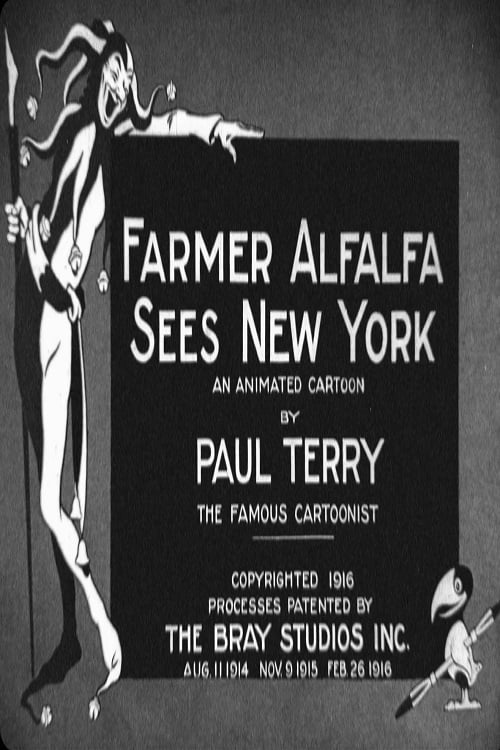 FARMER ALFALFA
SEES NEW YORK
AN ANIMATED CARTOON
BY
PAUL TERRY
THE FAMOUS CARTOONIST
COPYRIGHTED 1916
PROCESSES PATENTED BY
THE BRAY STUDIOS INC.
AUG. 11 1914 NOV. 9 1915 FEB. 26 1916